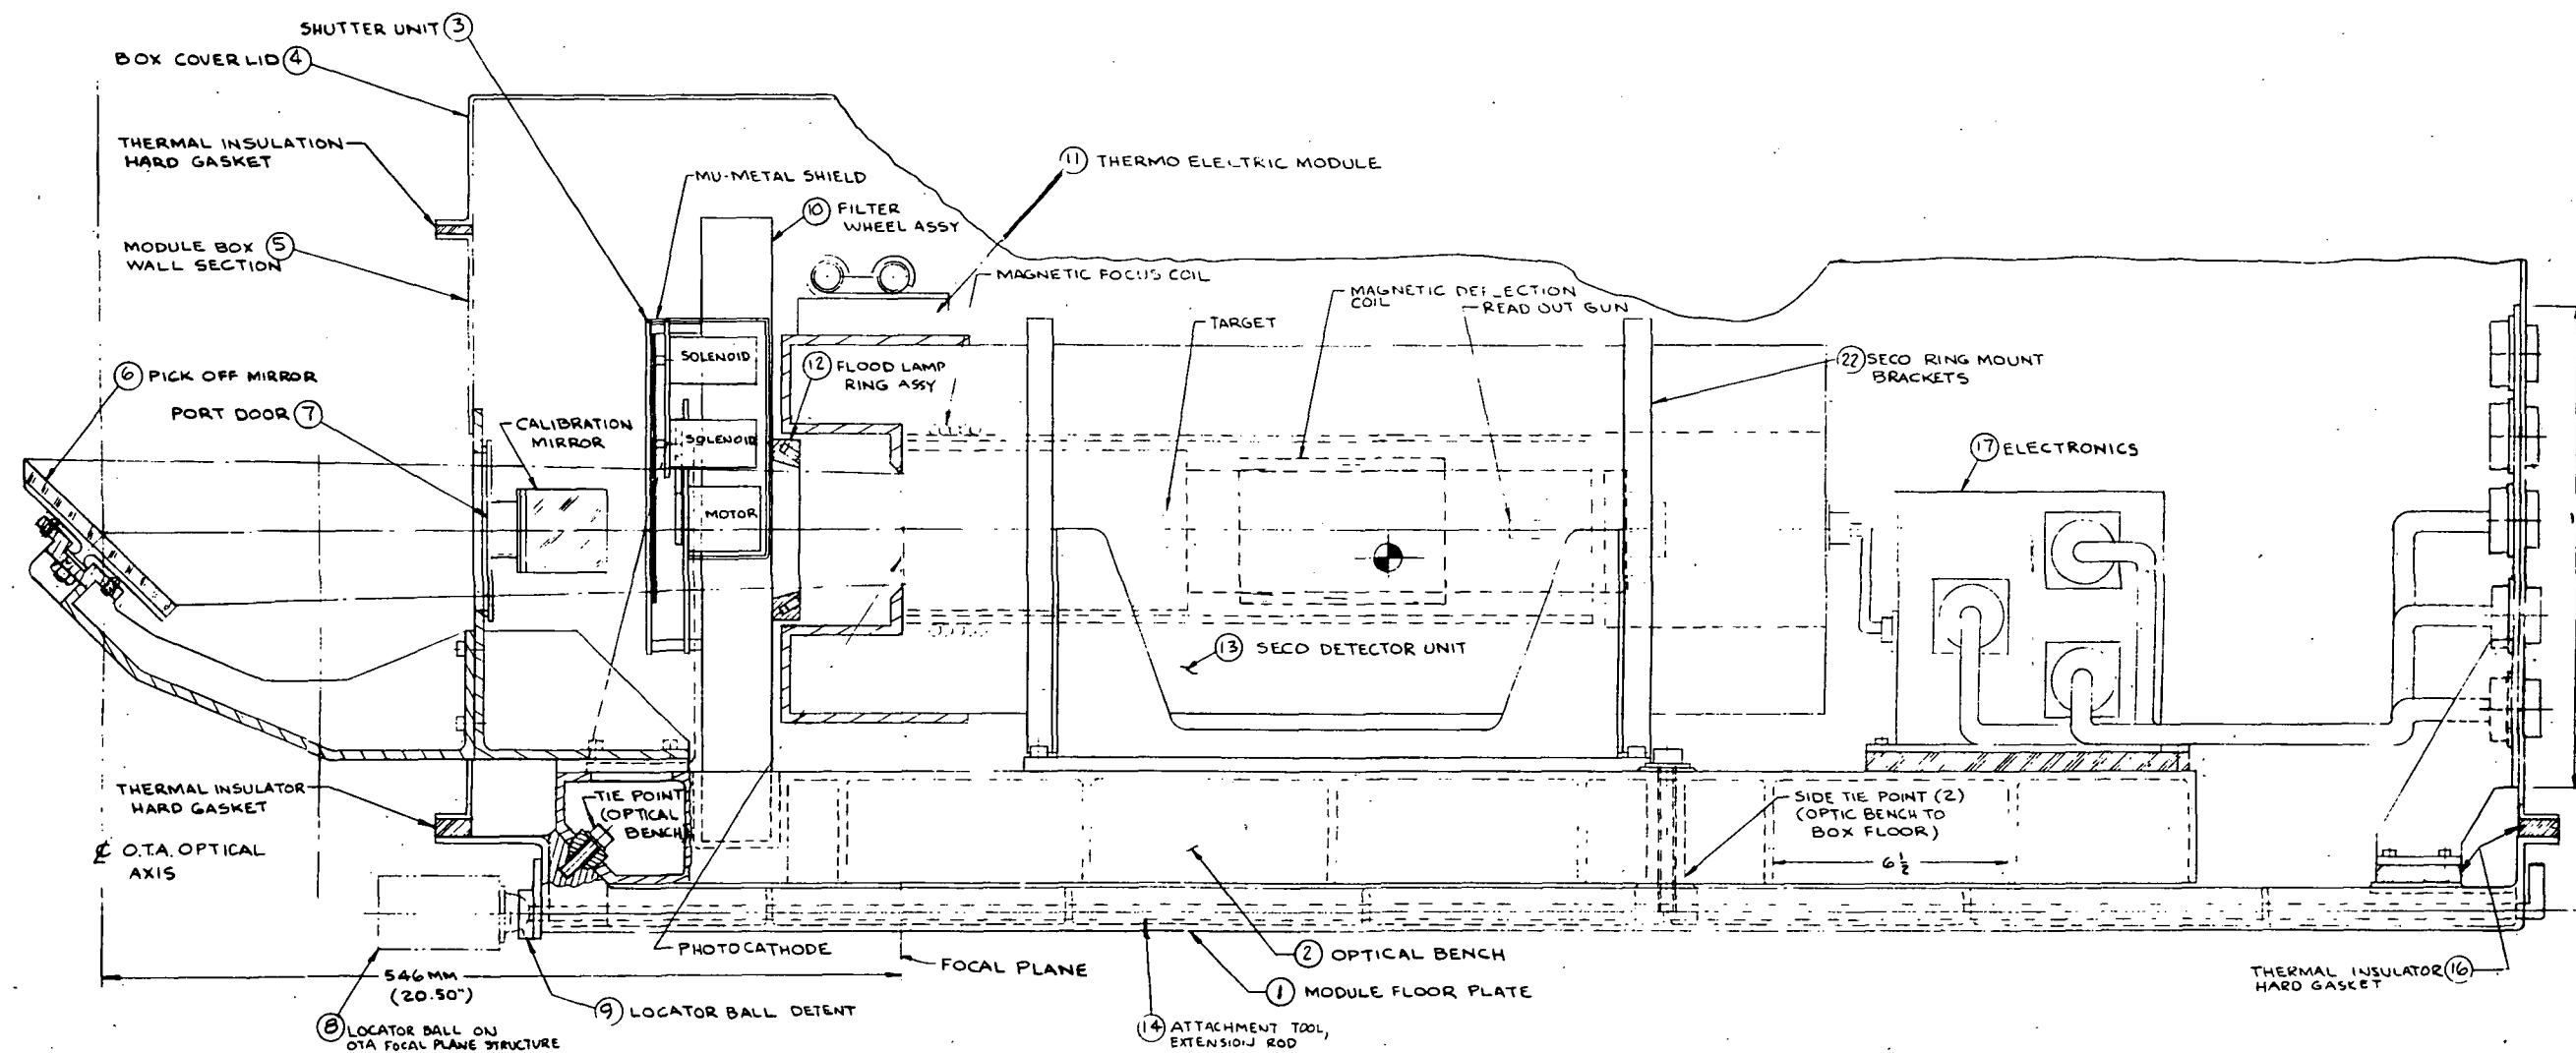 SHUTTER UNIT 3
BOX COVER LID 4
THERMAL INSULATION
HARD GASKET
MODULE BOX 5
WALL SECTION
MU-METAL SHIELD
10 FILTER
WHEEL ASSY
11 THERMO ELECTRIC MODULE
MAGNETIC FOCUS COIL
MAGNETIC DEFLECTION
COIL
READ OUT GUN
TARGET
SOLENOID
12 FLOOD LAMP
RING ASSY
22 SECO RING MOUNT
BRACKETS
6 PICK OFF MIRROR
PORT DOOR 7
CALIBRATION
MIRROR
SOLENOID
MOTOR
17 ELECTRONICS
13 SECO DETECTOR UNIT
THERMAL INSULATOR
HARD GASKET
TIE POINT
(OPTICAL
BENCH)
SIDE TIE POINT (2)
(OPTIC BENCH TO
BOX FLOOR)
6 1/2
℄ O.T.A. OPTICAL
AXIS
PHOTOCATHODE
FOCAL PLANE
2 OPTICAL BENCH
546 MM
(20.50")
1 MODULE FLOOR PLATE
THERMAL INSULATOR 16
HARD GASKET
9 LOCATOR BALL DETENT
8 LOCATOR BALL ON
OTA FOCAL PLANE STRUCTURE
14 ATTACHMENT TOOL,
EXTENSION ROD